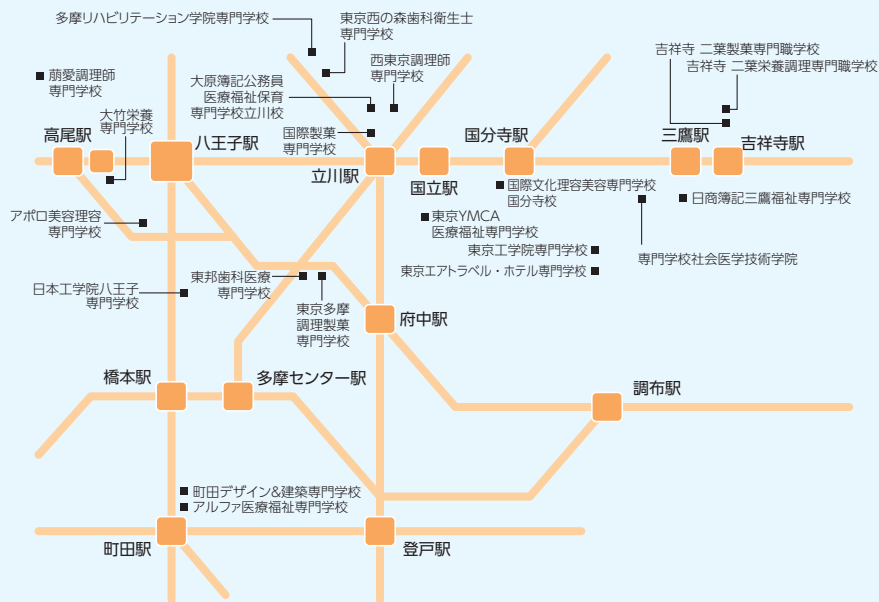 多摩リハビリテーション学院専門学校
東京西の森歯科衛生士
専門学校
吉祥寺 二葉製菓専門職学校
吉祥寺 二葉栄養調理専門職学校
萠愛調理師
専門学校
大原簿記公務員
医療福祉保育
専門学校立川校
西東京調理師
専門学校
大竹栄養
専門学校
高尾駅
八王子駅
国際製菓
専門学校
立川駅
国立駅
国分寺駅
三鷹駅
吉祥寺駅
国際文化理容美容専門学校
国分寺校
日商簿記三鷹福祉専門学校
アポロ美容理容
専門学校
東京YMCA
医療福祉専門学校
東京工学院専門学校
専門学校社会医学技術学院
東京エアトラベル・ホテル専門学校
日本工学院八王子
専門学校
東邦歯科医療
専門学校
東京多摩
調理製菓
専門学校
府中駅
橋本駅
多摩センター駅
調布駅
町田デザイン&建築専門学校
アルファ医療福祉専門学校
町田駅
登戸駅